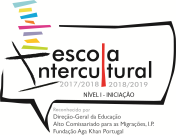 escola
intercultural
2017/2018 2018/2019
NÍVEL I - INICIAÇÃO
Reconhecida por
Direção-Geral da Educação
Alto Comissariado para as Migrações, I.P.
Fundação Aga Khan Portugal